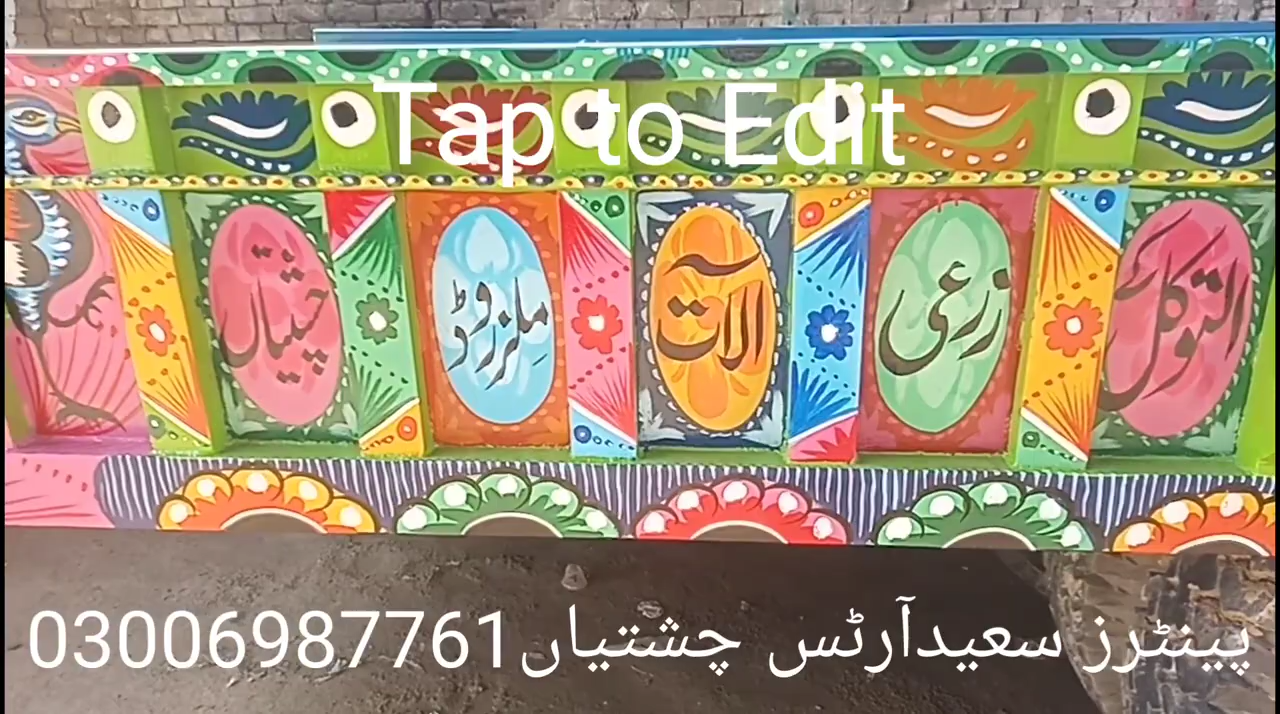 Tap to Edit
التوکل زرعی آلات ملز روڈ چشتیاں
پینٹرز سعیدآرٹس چشتیاں03006987761